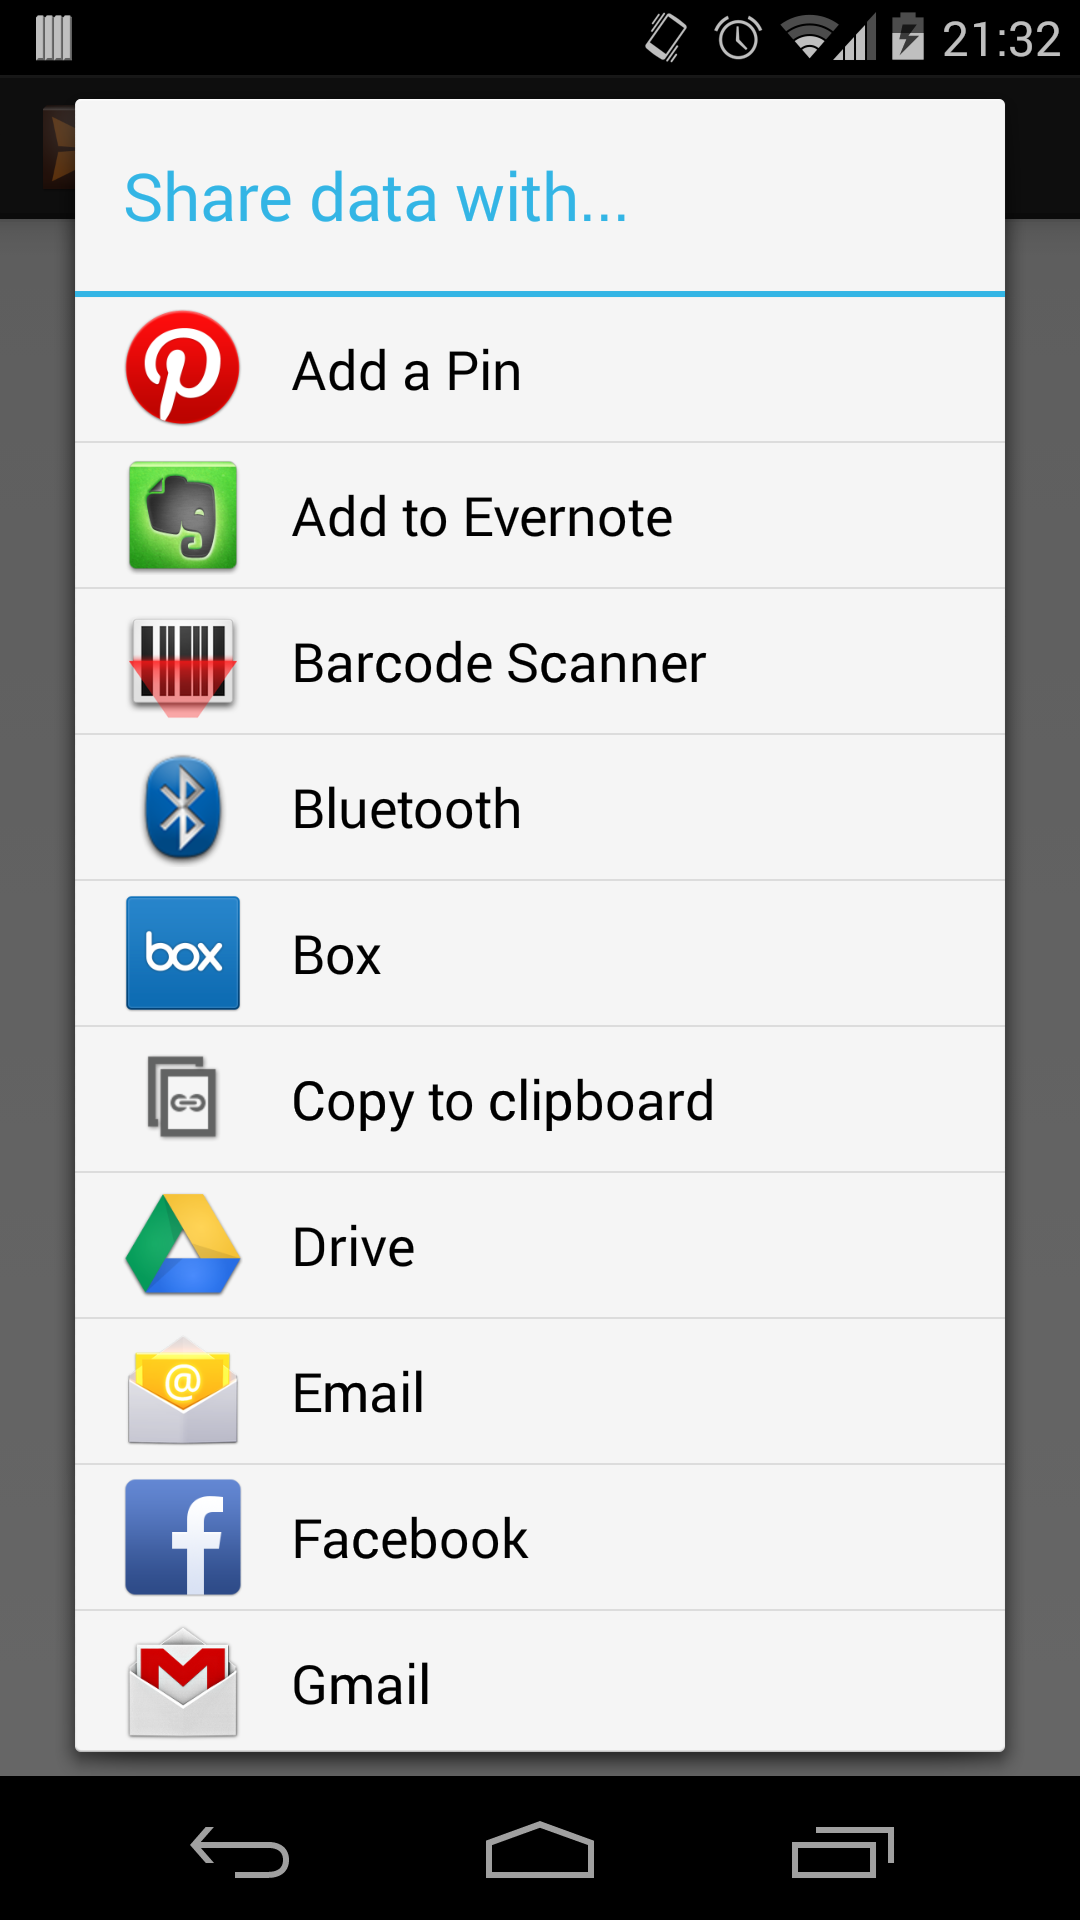 21:32
Share data with...
Add a Pin
Add to Evernote
Barcode Scanner
Bluetooth
box
Box
Copy to clipboard
Drive
@
Email
Facebook
Gmail